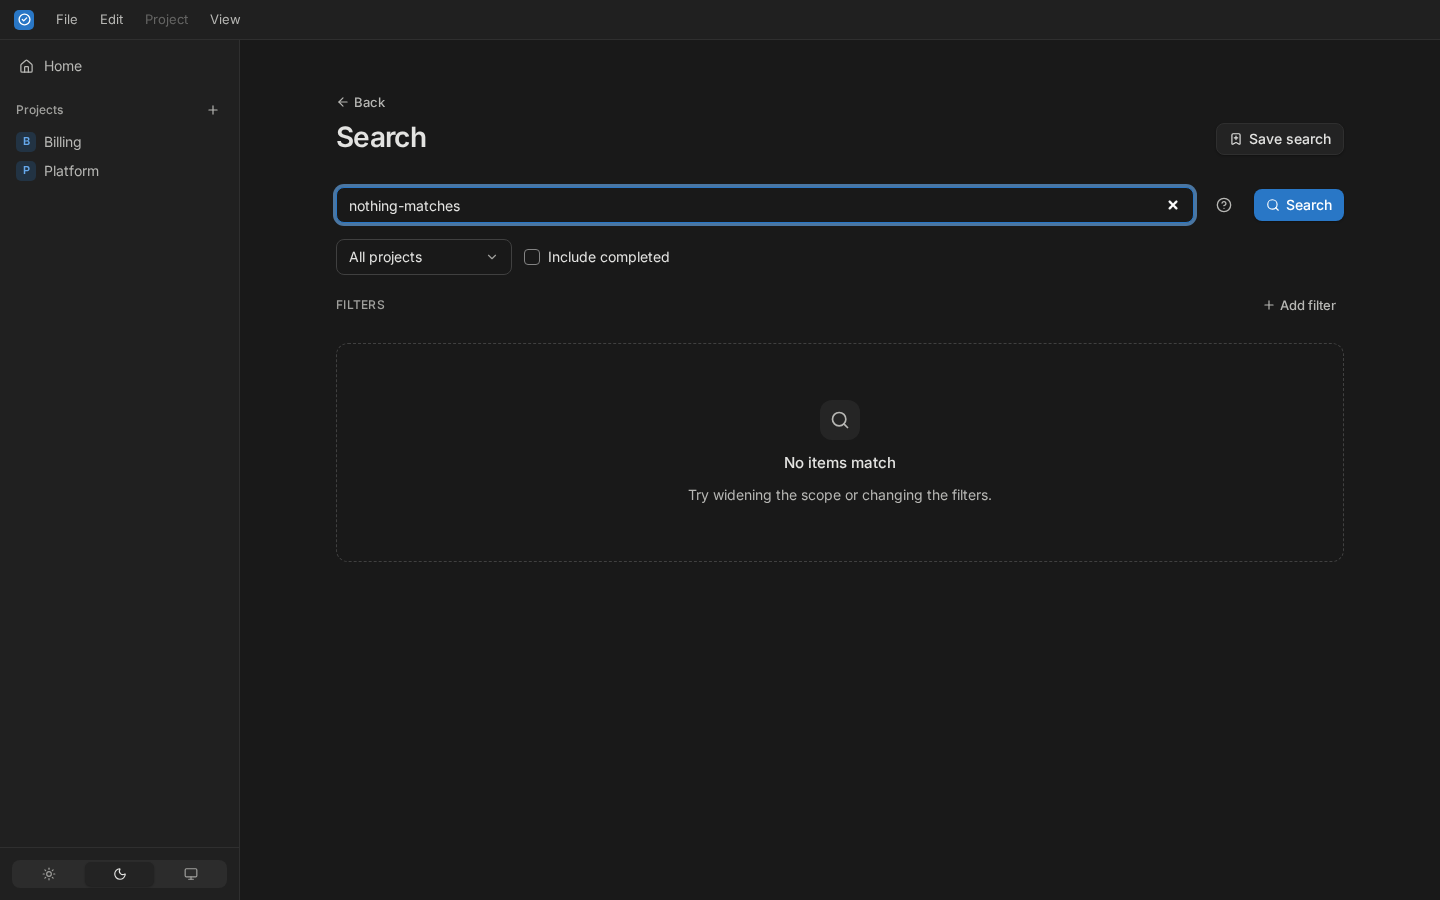 File Edit Project View
Home
Projects
B Billing
P Platform
Back
Search
Save search
nothing-matches
Search
All projects
Include completed
FILTERS
Add filter
No items match
Try widening the scope or changing the filters.